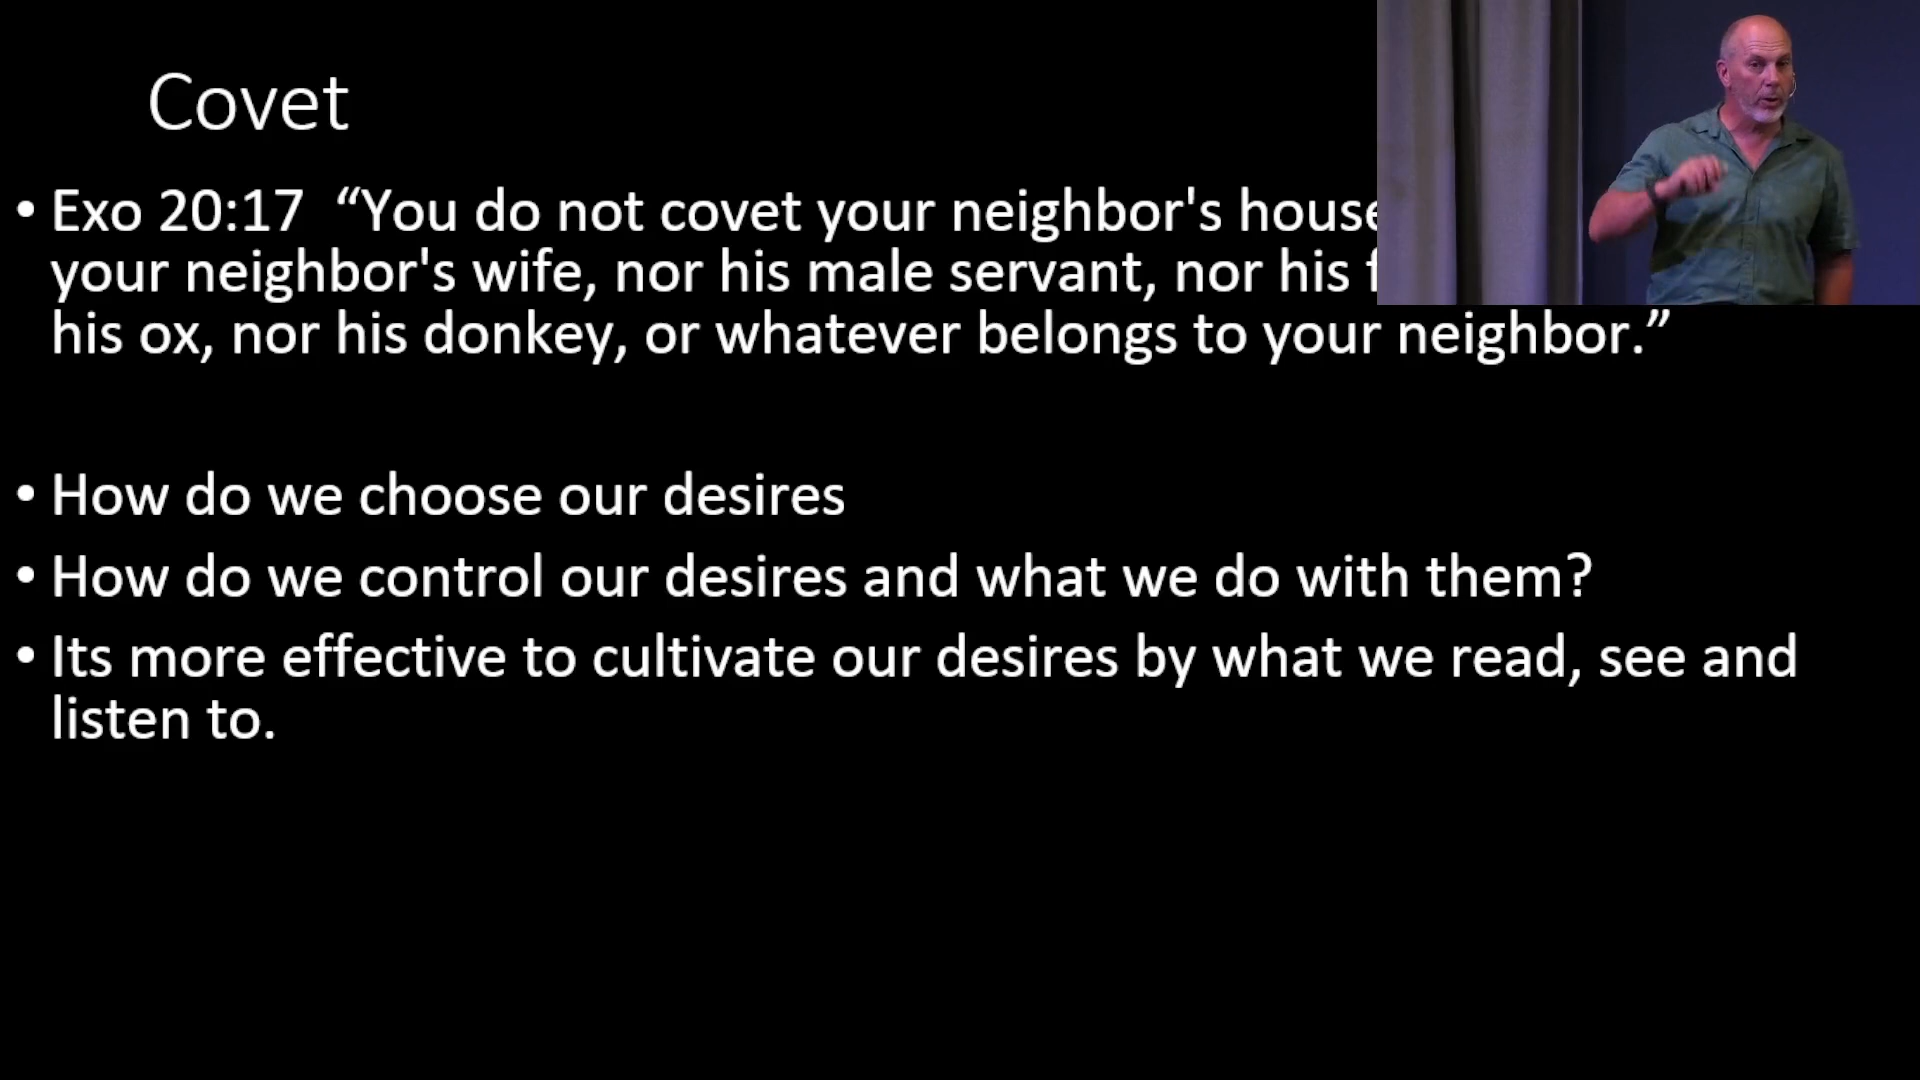 Covet
• Exo 20:17 “You do not covet your neighbor's house
your neighbor's wife, nor his male servant, nor his
his ox, nor his donkey, or whatever belongs to your neighbor.”
• How do we choose our desires
• How do we control our desires and what we do with them?
• Its more effective to cultivate our desires by what we read, see and
listen to.